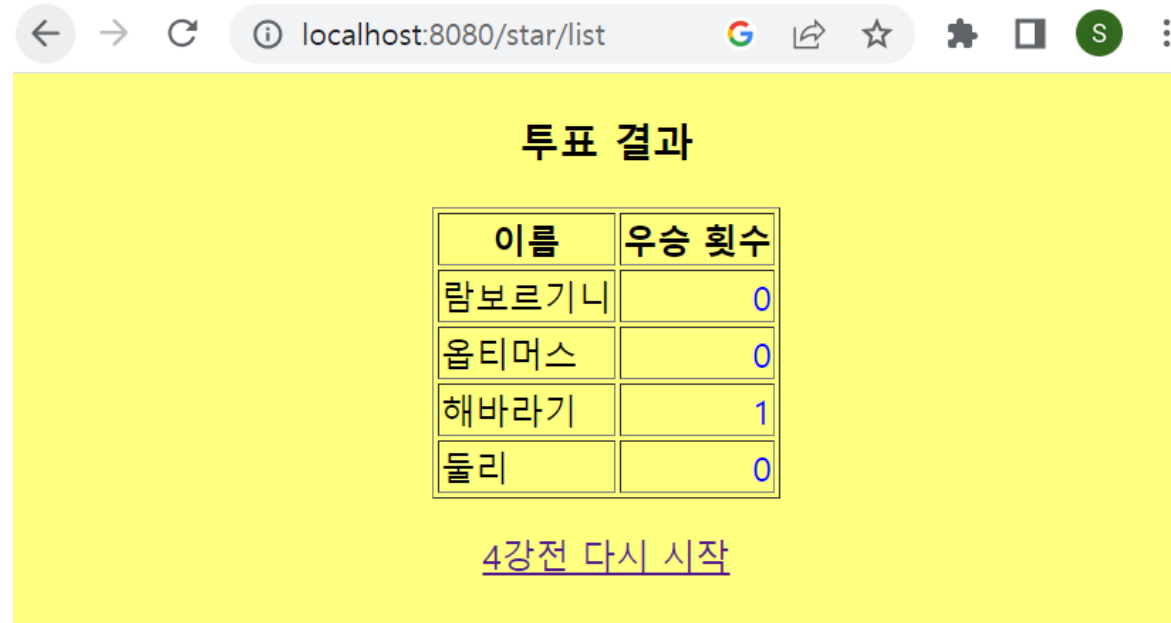 localhost:8080/star/list
S
투표 결과
이름 우승 횟수
람보르기니 0
옵티머스 0
해바라기 1
둘리 0
4강전 다시 시작